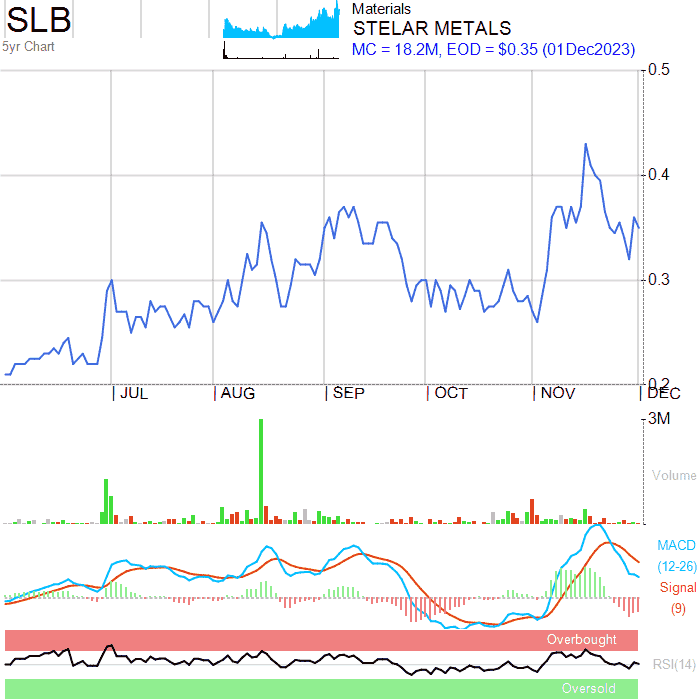 SLB
5yr Chart
Materials
STELAR METALS
MC = 18.2M, EOD = $0.35 (01Dec2023)
0.5
0.4
0.3
0.2
JUL AUG SEP OCT NOV DEC
3M
Volume
MACD
(12-26)
Signal
(9)
Overbought
RSI(14)
Oversold